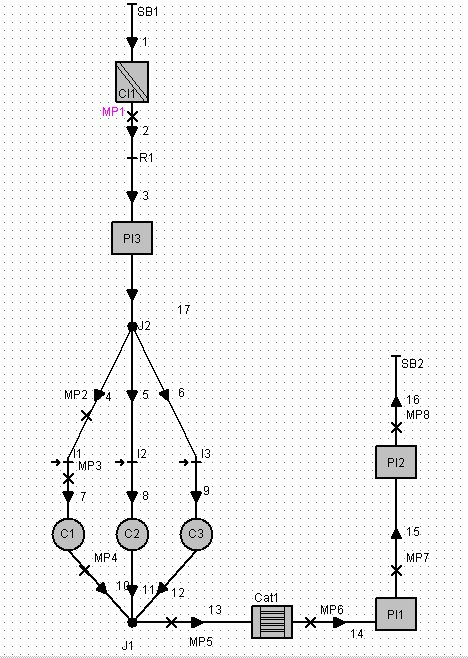 SB1
1
CI1
MP1
2
R1
3
PI3
17
J2
SB2
MP2 4 5 6
16
MP8
I1 I2 I3
MP3
PI2
7 8 9
C1 C2 C3
15
MP4
MP7
10 11 12
Cat1
13
MP6
PI1
J1
MP5
14